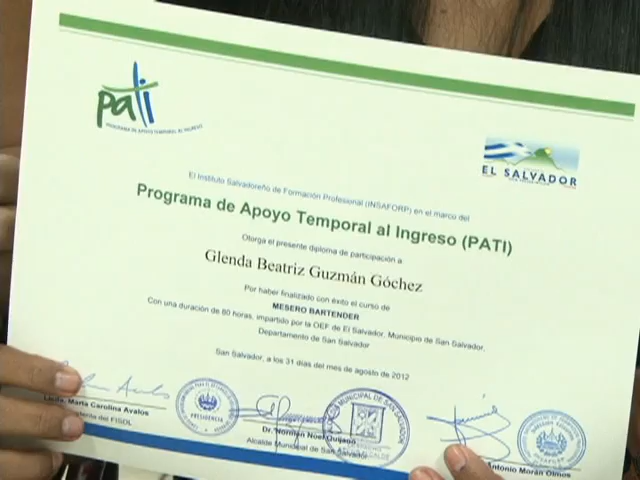 pati
PROGRAMA DE APOYO TEMPORAL AL INGRESO
EL SALVADOR
El Instituto Salvadoreño de Formación Profesional (INSAFORP) en el marco del
Programa de Apoyo Temporal al Ingreso (PATI)
Otorga el presente diploma de participación a
Glenda Beatriz Guzmán Góchez
Por haber finalizado con éxito el curso de
MESERO BARTENDER
Con una duración de 80 horas, impartido por la OEF de El Salvador, Municipio de San Salvador,
Departamento de San Salvador
San Salvador, a los 31 días del mes de agosto de 2012
Licda. María Carolina Avalos
del FISDL
PRESIDENCIA
Dr. Norman Noel Quijano
Alcalde Municipal de San
MUNICIPAL DE SAN
Antonio Morán Olmos